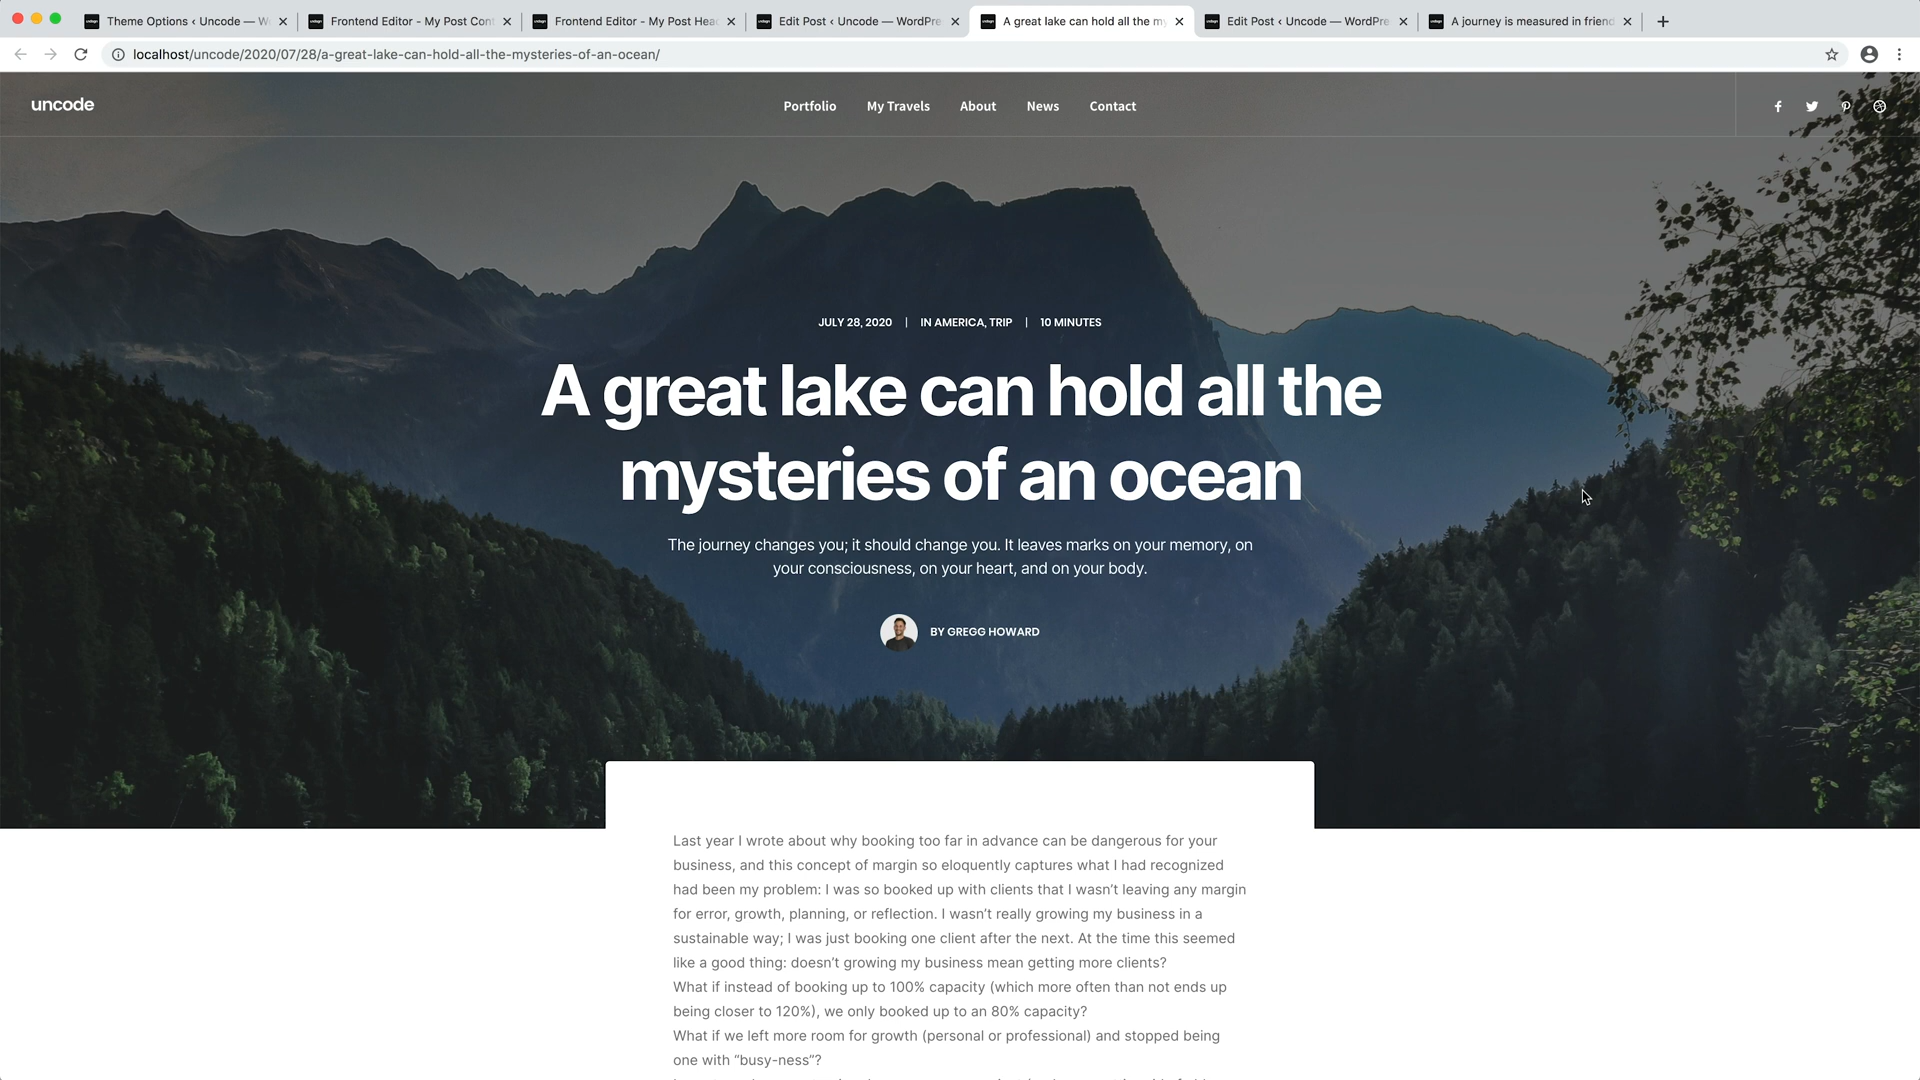 Theme Options ‹ Uncode — W
Frontend Editor - My Post Con
Frontend Editor - My Post Hea
Edit Post ‹ Uncode — WordPre
A great lake can hold all the my
Edit Post ‹ Uncode — WordPre
A journey is measured in friend
localhost/uncode/2020/07/28/a-great-lake-can-hold-all-the-mysteries-of-an-ocean/
uncode
Portfolio
My Travels
About
News
Contact
JULY 28, 2020 | IN AMERICA, TRIP | 10 MINUTES
A great lake can hold all the
mysteries of an ocean
The journey changes you; it should change you. It leaves marks on your memory, on
your consciousness, on your heart, and on your body.
BY GREGG HOWARD
Last year I wrote about why booking too far in advance can be dangerous for your
business, and this concept of margin so eloquently captures what I had recognized
had been my problem: I was so booked up with clients that I wasn’t leaving any margin
for error, growth, planning, or reflection. I wasn’t really growing my business in a
sustainable way; I was just booking one client after the next. At the time this seemed
like a good thing: doesn’t growing my business mean getting more clients?
What if instead of booking up to 100% capacity (which more often than not ends up
being closer to 120%), we only booked up to an 80% capacity?
What if we left more room for growth (personal or professional) and stopped being
one with “busy-ness”?